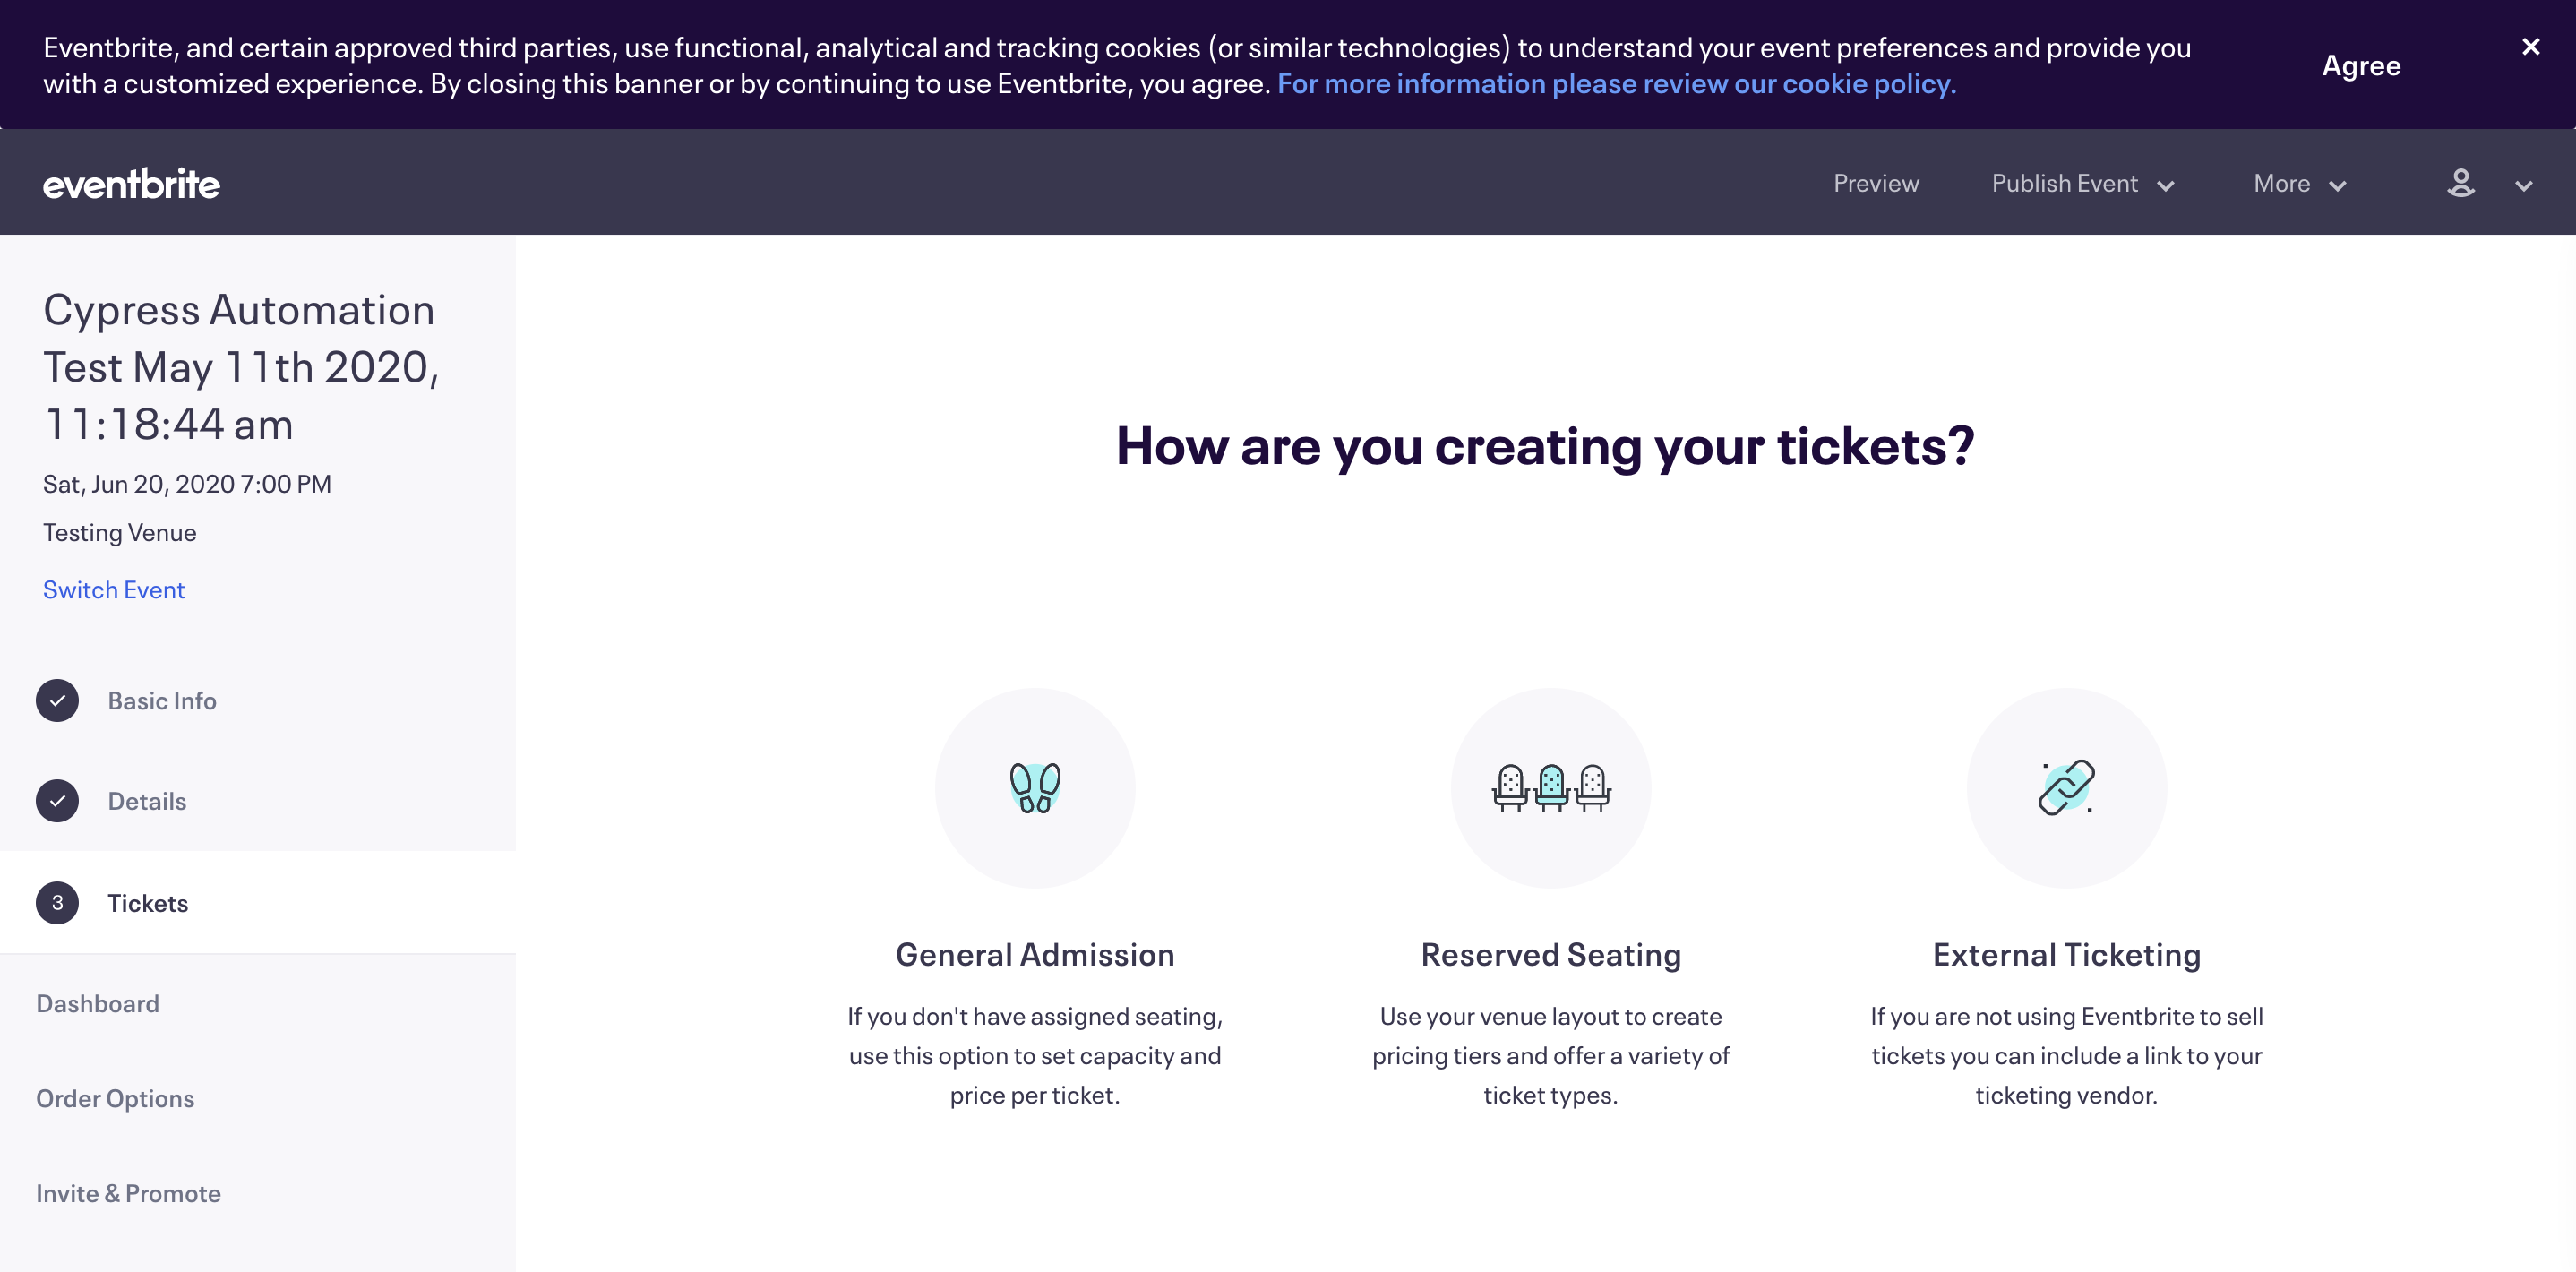 Eventbrite, and certain approved third parties, use functional, analytical and tracking cookies (or similar technologies) to understand your event preferences and provide you
with a customized experience. By closing this banner or by continuing to use Eventbrite, you agree. For more information please review our cookie policy.
Agree
eventbrite
Preview
Publish Event
More
Cypress Automation
Test May 11th 2020,
11:18:44 am
Sat, Jun 20, 2020 7:00 PM
Testing Venue
Switch Event
Basic Info
Details
3 Tickets
Dashboard
Order Options
Invite & Promote
How are you creating your tickets?
General Admission
If you don't have assigned seating,
use this option to set capacity and
price per ticket.
Reserved Seating
Use your venue layout to create
pricing tiers and offer a variety of
ticket types.
External Ticketing
If you are not using Eventbrite to sell
tickets you can include a link to your
ticketing vendor.